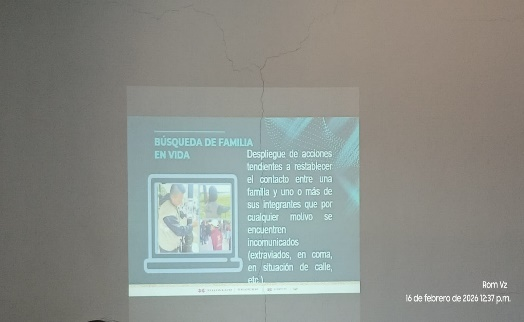 BÚSQUEDA DE FAMILIA
EN VIDA
Despliegue de acciones
tendientes a restablecer
el contacto entre una
familia y uno o más de
sus integrantes que por
cualquier motivo se
encuentren
incomunicados
(extraviados, en coma,
en situación de calle,
etc.)
Rom Vz
16 de febrero de 2026 12:37 p.m.